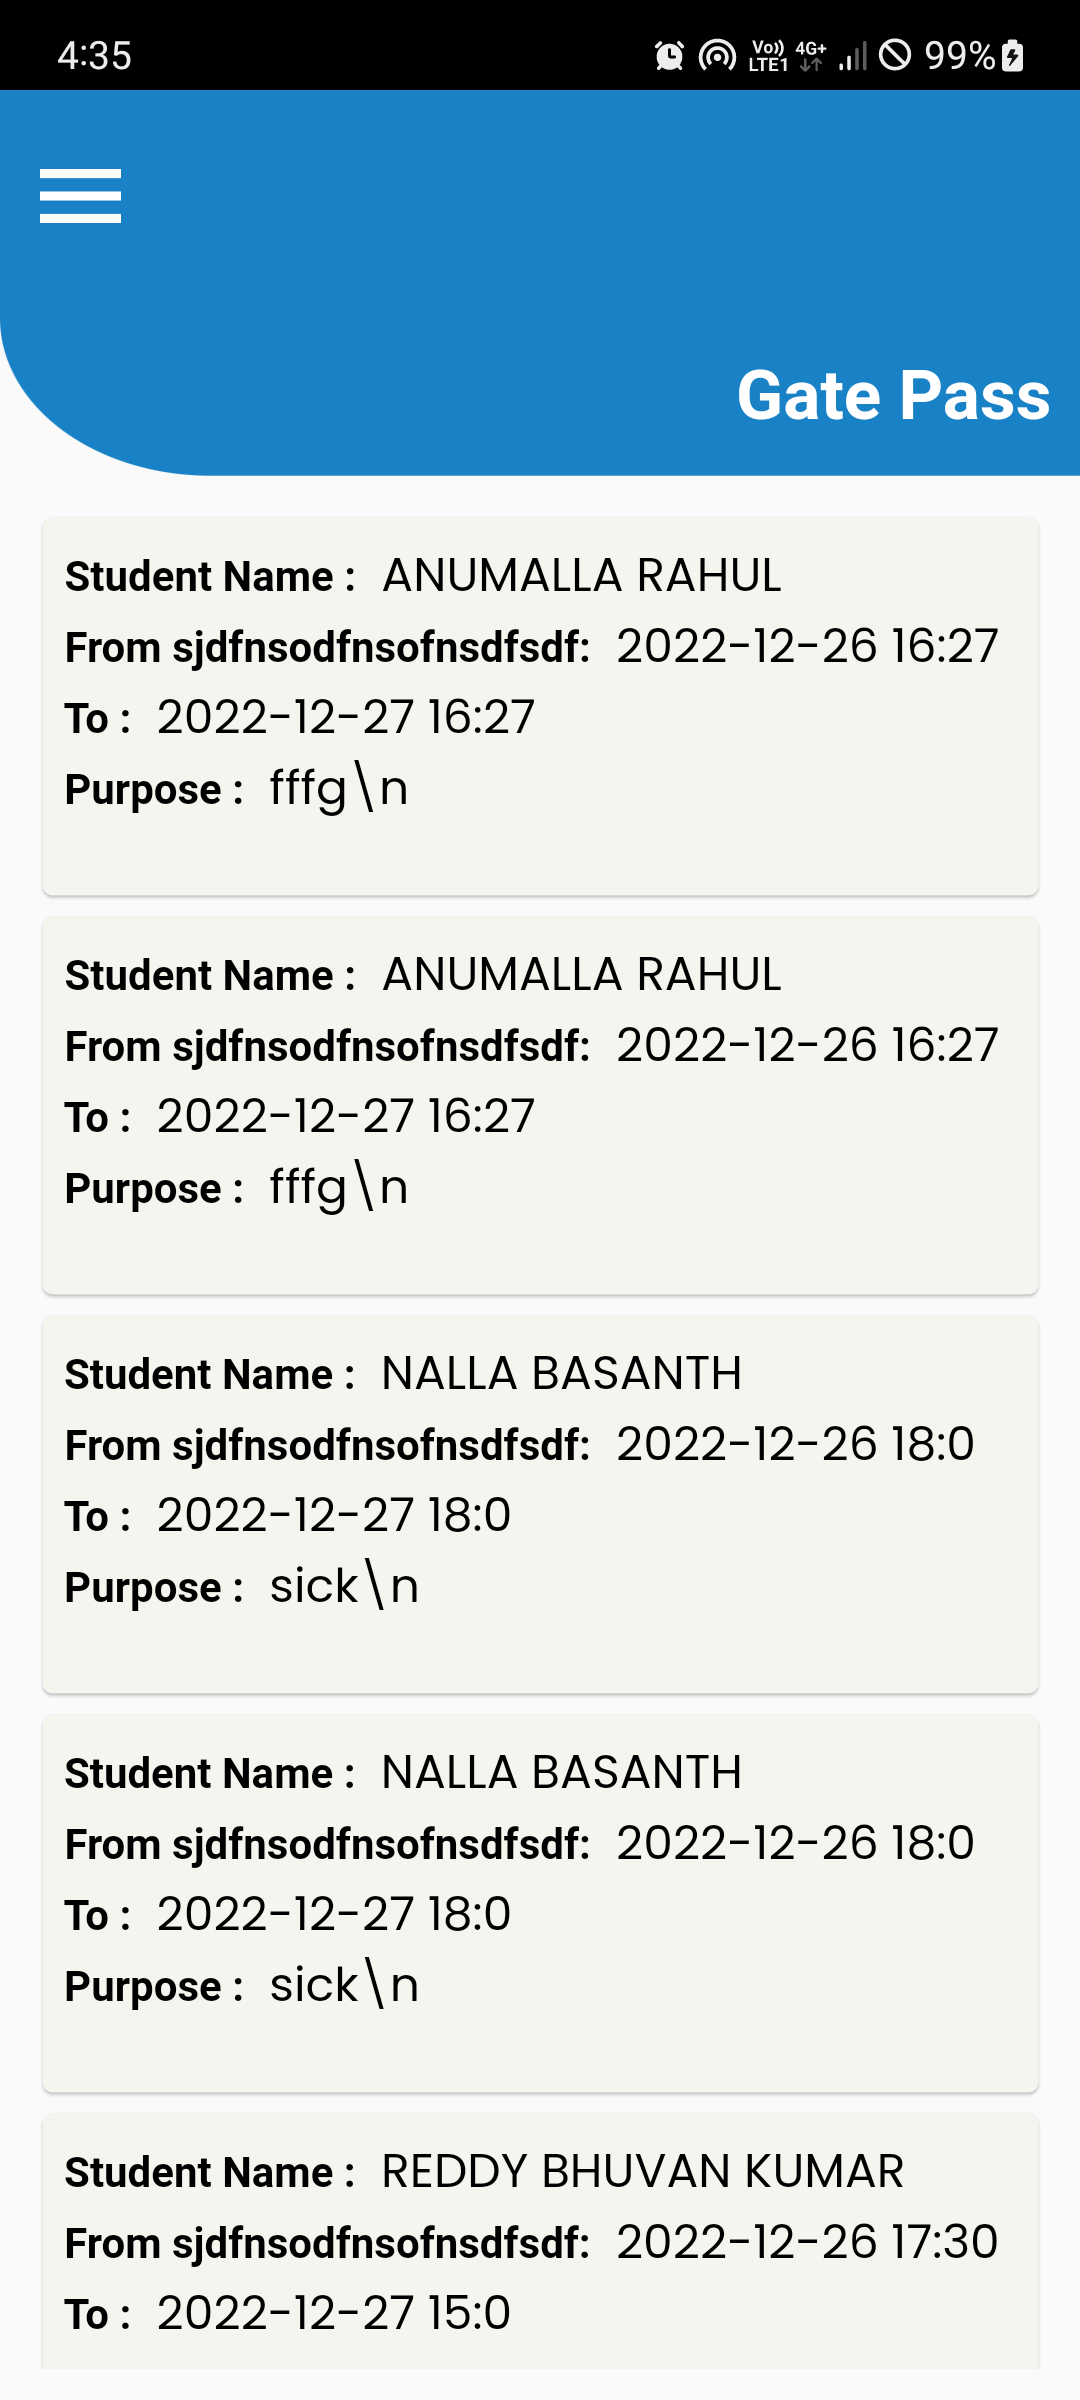 4:35 Vo)) LTE1 4G+ 99%
Gate Pass
Student Name : ANUMALLA RAHUL
From sjdfnsodfnsofnsdfsdf: 2022-12-26 16:27
To : 2022-12-27 16:27
Purpose : fffg\n
Student Name : ANUMALLA RAHUL
From sjdfnsodfnsofnsdfsdf: 2022-12-26 16:27
To : 2022-12-27 16:27
Purpose : fffg\n
Student Name : NALLA BASANTH
From sjdfnsodfnsofnsdfsdf: 2022-12-26 18:0
To : 2022-12-27 18:0
Purpose : sick\n
Student Name : NALLA BASANTH
From sjdfnsodfnsofnsdfsdf: 2022-12-26 18:0
To : 2022-12-27 18:0
Purpose : sick\n
Student Name : REDDY BHUVAN KUMAR
From sjdfnsodfnsofnsdfsdf: 2022-12-26 17:30
To : 2022-12-27 15:0